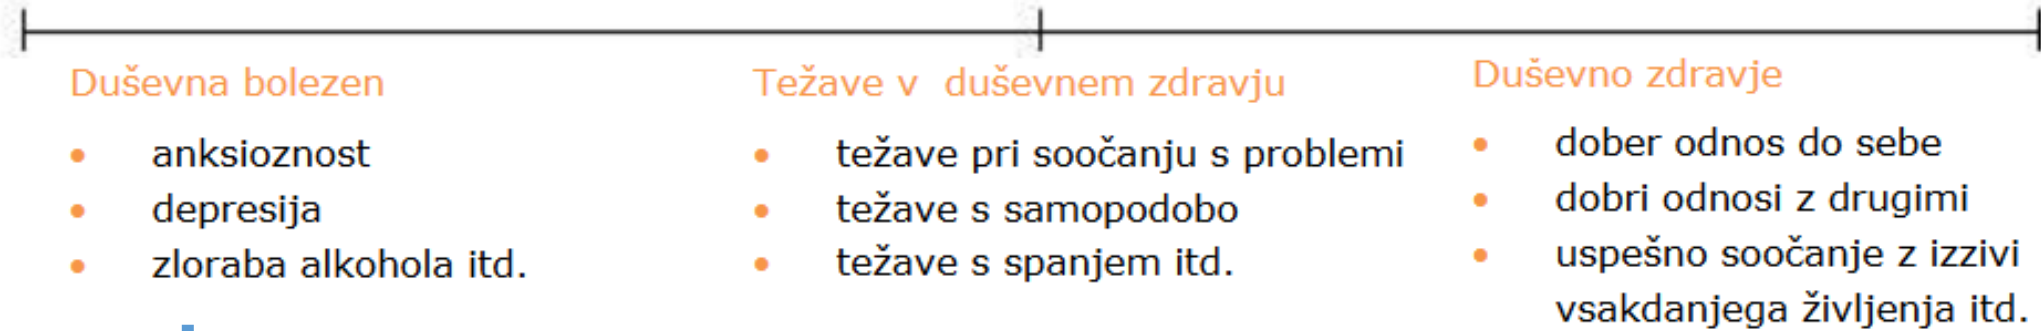 Duševna bolezen
• anksioznost
• depresija
• zloraba alkohola itd.
Težave v duševnem zdravju
• težave pri soočanju s problemi
• težave s samopodobo
• težave s spanjem itd.
Duševno zdravje
• dober odnos do sebe
• dobri odnosi z drugimi
• uspešno soočanje z izzivi
vsakdanjega življenja itd.